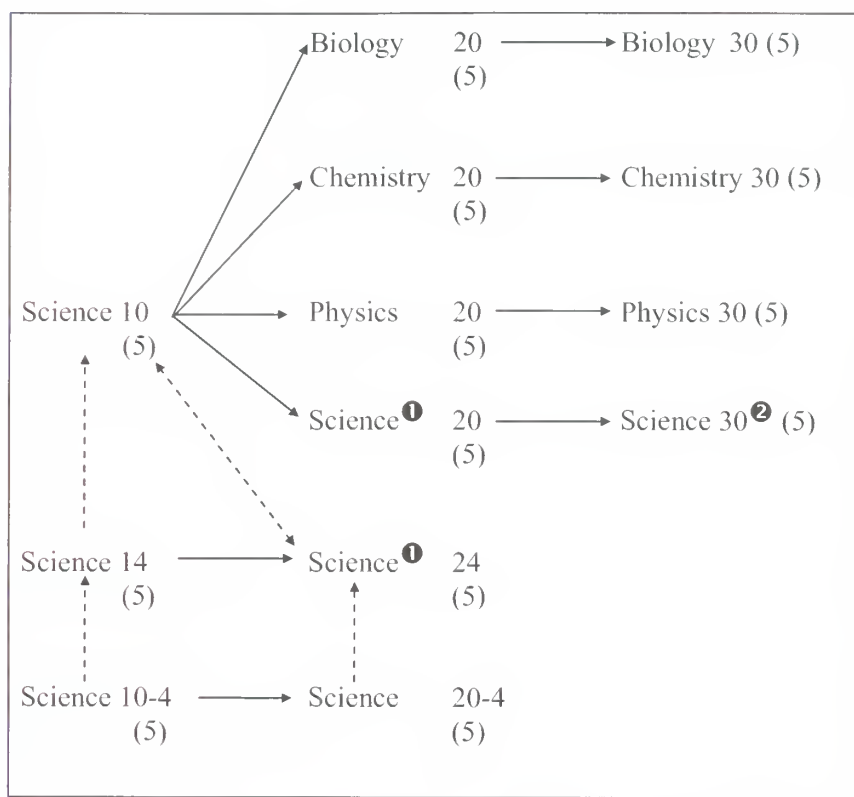 Biology 20 Biology 30 (5)
(5)
Chemistry 20 Chemistry 30 (5)
(5)
Science 10 Physics 20 Physics 30 (5)
(5) (5)
Science❶ 20 Science 30❷ (5)
(5)
Science 14 Science❶ 24
(5) (5)
Science 10-4 Science 20-4
(5) (5)